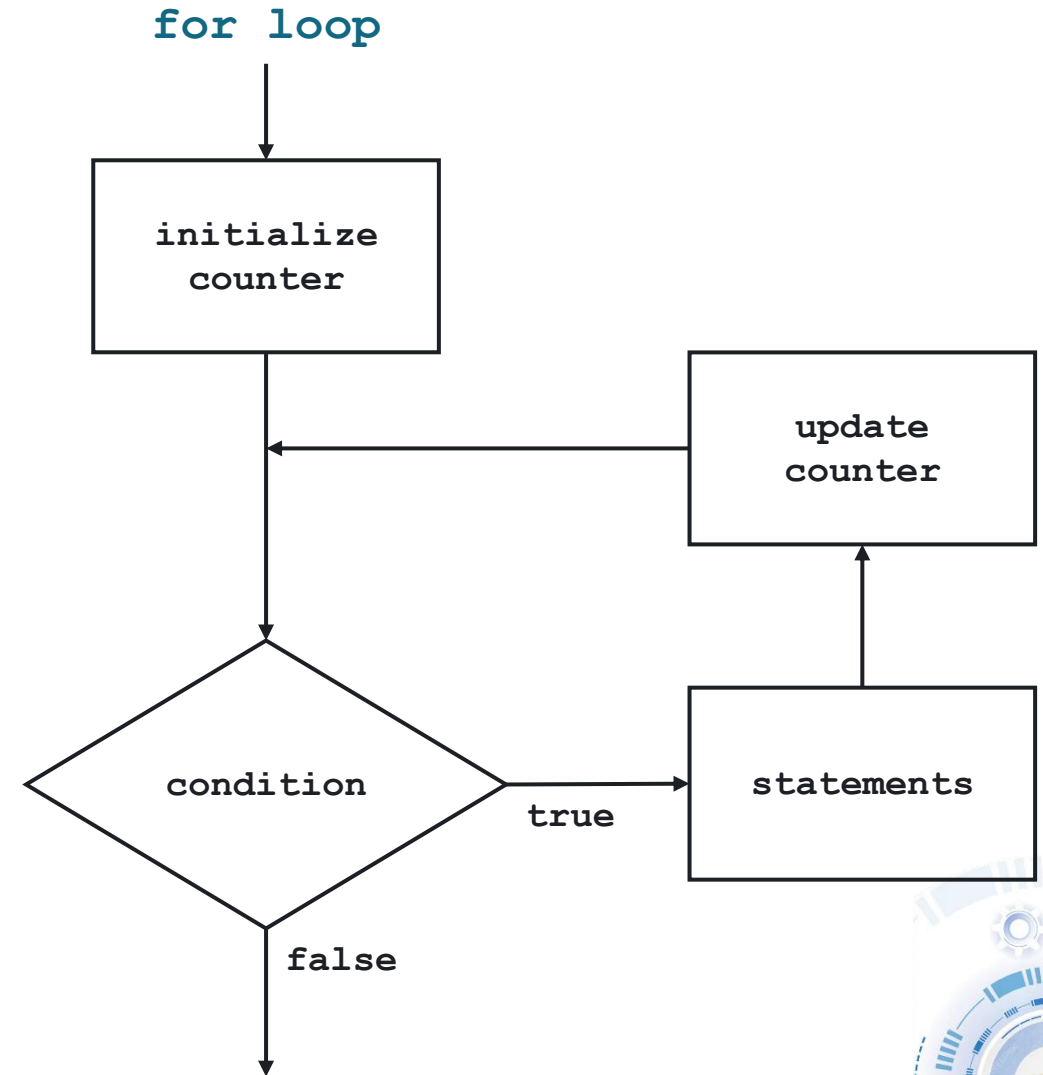 for loop
initialize
counter
update
counter
condition
true
statements
false